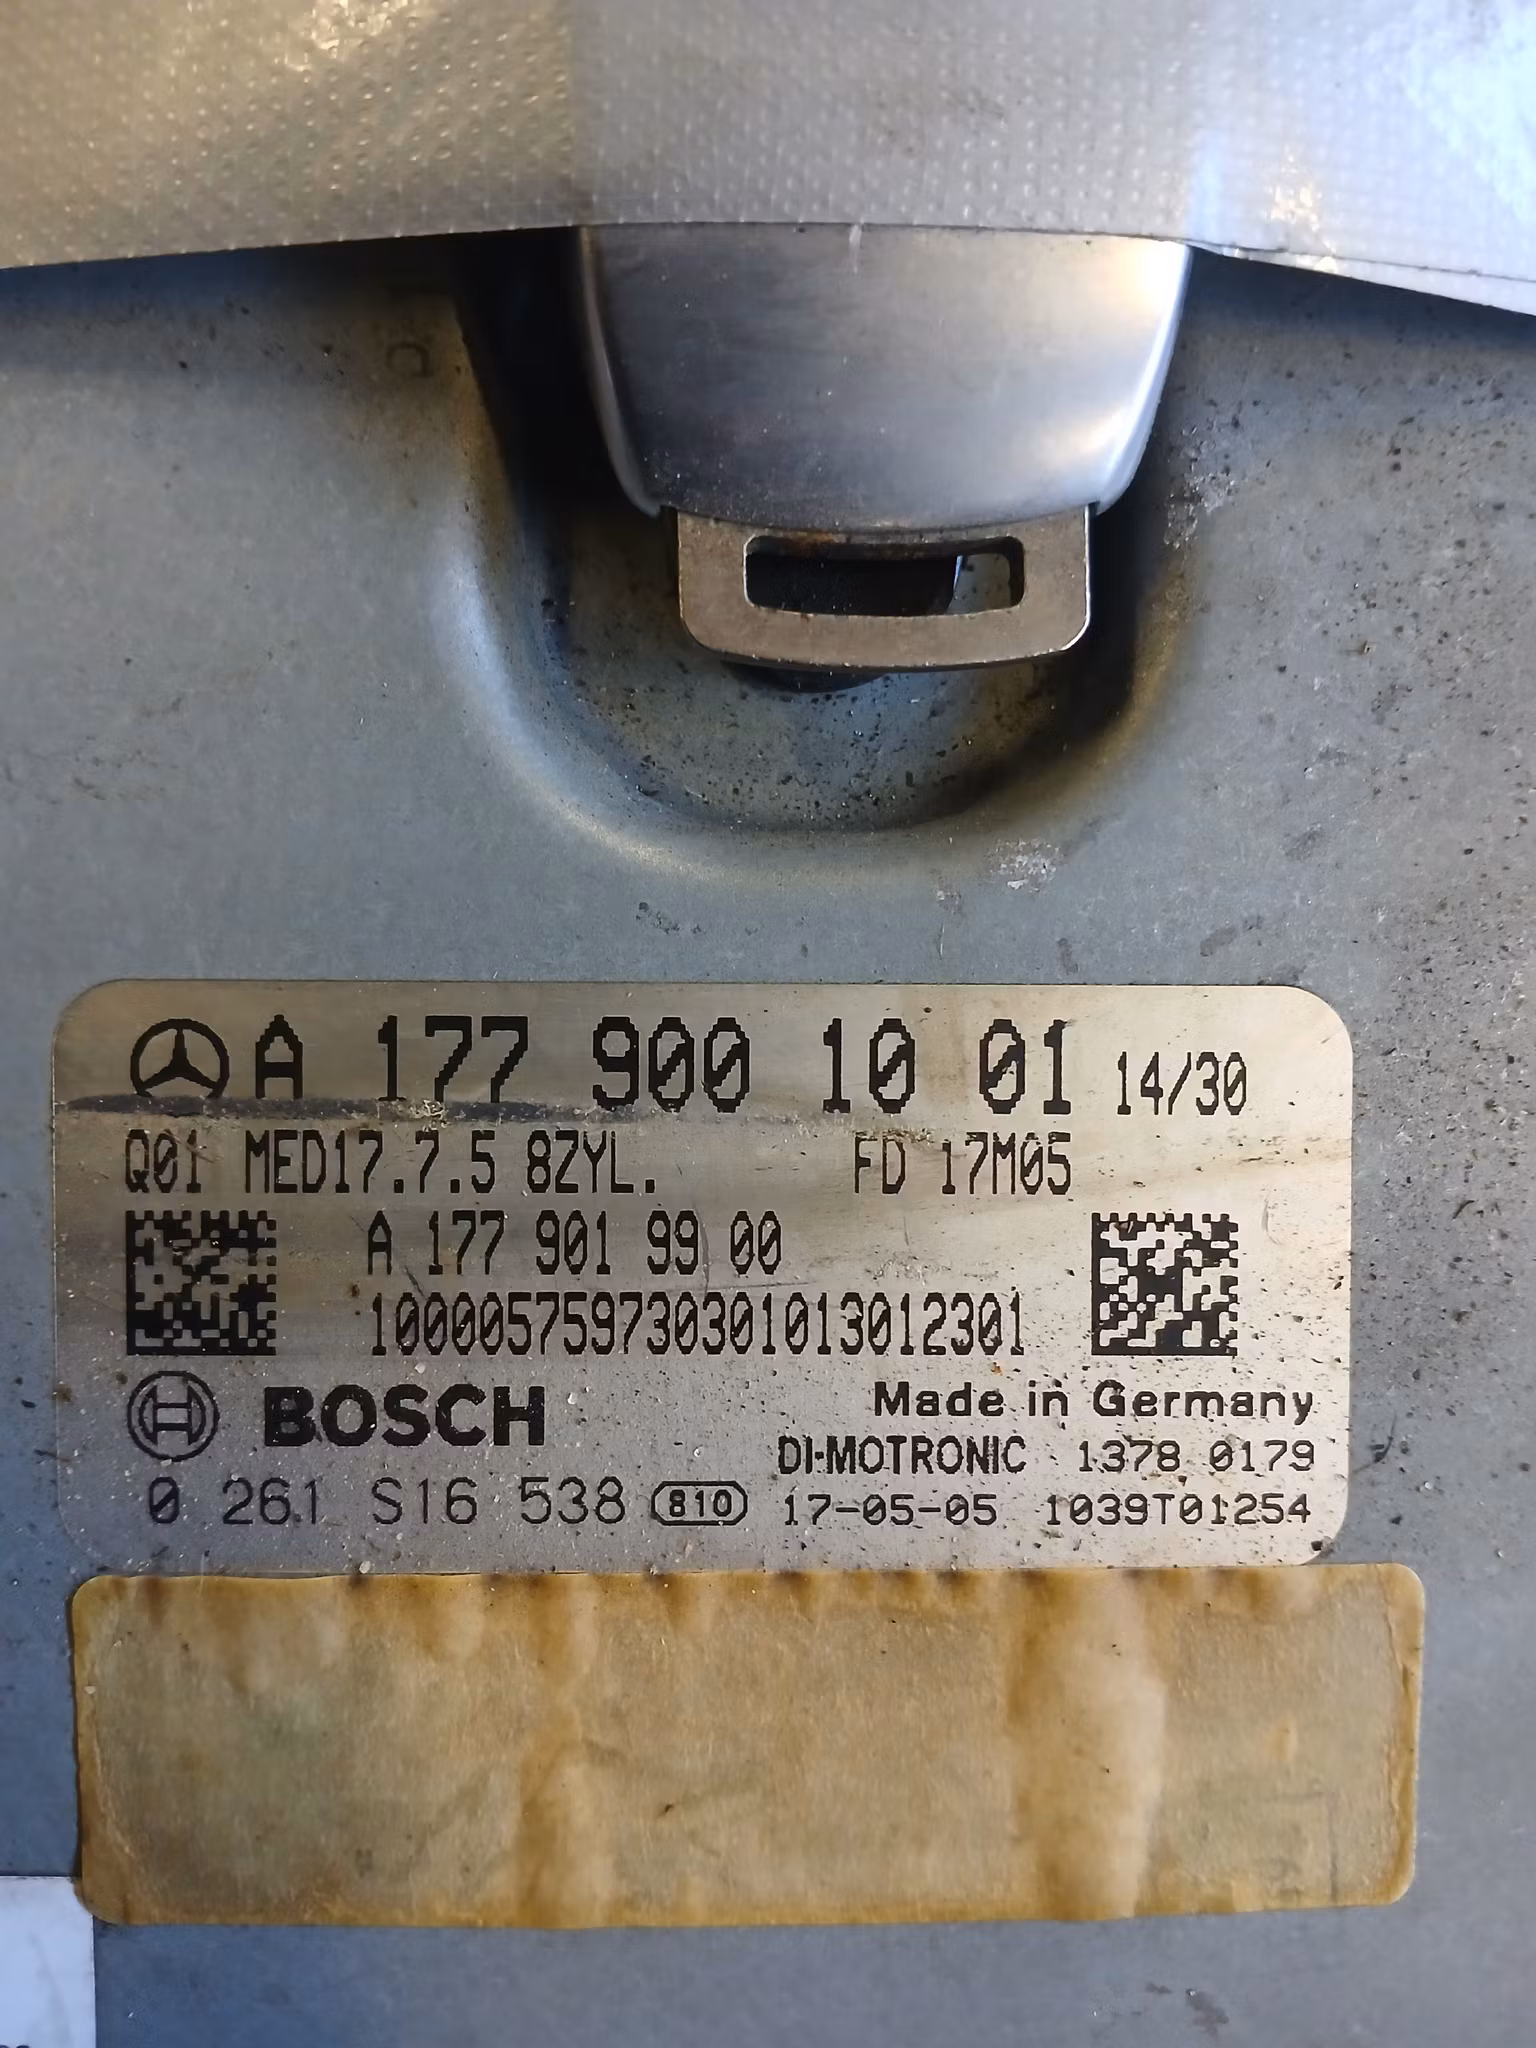 A 177 900 10 01 14/30
Q01 MED17.7.5 8ZYL. FD 17M05
A 177 901 99 00
100005759730301013012301
BOSCH Made in Germany
DI-MOTRONIC 1378 0179
0 261 S16 538 810 17-05-05 1039T01254